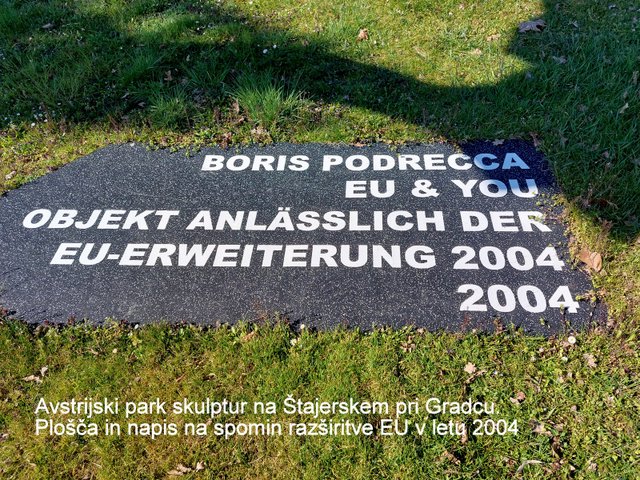 BORIS PODRECCA
EU & YOU
OBJEKT ANLÄSSLICH DER
EU-ERWEITERUNG 2004
2004
Avstrijski park skulptur na Štajerskem pri Gradcu.
Plošča in napis na spomin razširitve EU v letu 2004